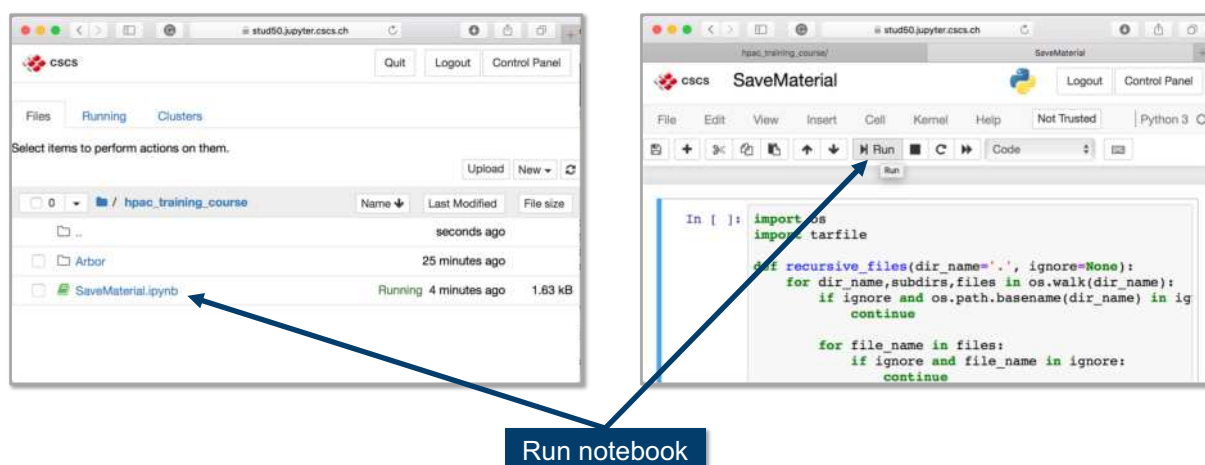 stud50.jupyter.cscs.ch
cscs
Quit Logout Control Panel
Files Running Clusters
Select items to perform actions on them.
Upload New
0 / hpac_training_course Name Last Modified File size
.. seconds ago
Arbor 25 minutes ago
SaveMaterial.ipynb Running 4 minutes ago 1.63 kB
stud50.jupyter.cscs.ch
hpac_training_course/ SaveMaterial
cscs SaveMaterial Logout Control Panel
File Edit View Insert Cell Kernel Help Not Trusted Python 3
Run Code
Run
In [ ]: import os
import tarfile
def recursive_files(dir_name='.', ignore=None):
for dir_name,subdirs,files in os.walk(dir_name):
if ignore and os.path.basename(dir_name) in ig
continue
for file_name in files:
if ignore and file_name in ignore:
continue
Run notebook